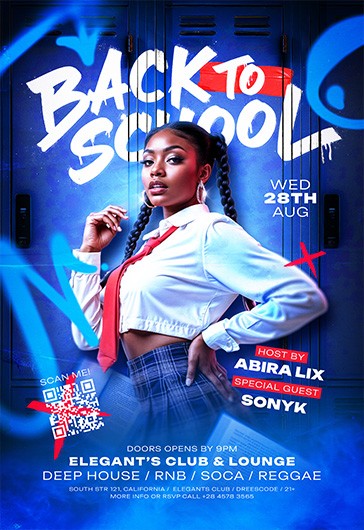 BACK TO
SCHOOL
WED
28TH
AUG
HOST BY
ABIRA LIX
SPECIAL GUEST
SONYK
SCAN ME!
DOORS OPENS BY 9PM
ELEGANT'S CLUB & LOUNGE
DEEP HOUSE / RNB / SOCA / REGGAE
SOUTH STR 121, CALIFORNIA / ELEGANTS CLUB / DREESCODE / 21+
MORE INFO OR RSVP CALL +28 4578 3565